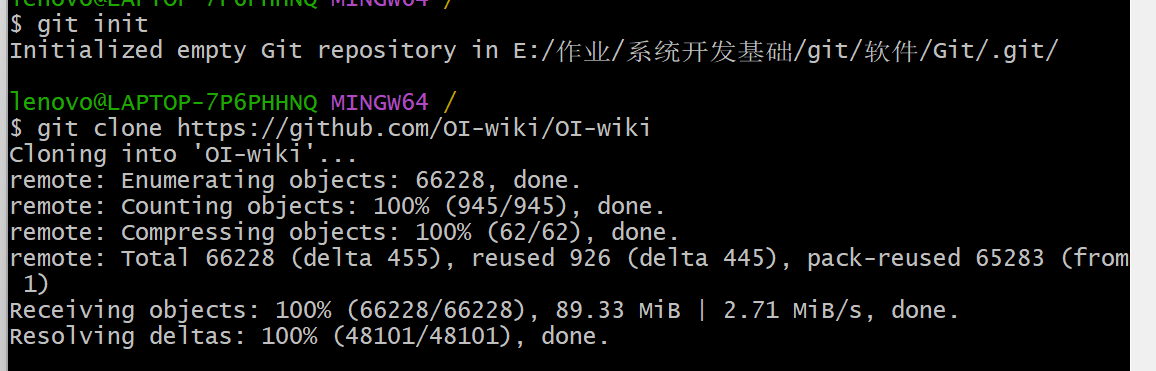 lenovo@LAPTOP-7P6PHHNQ MINGW64 /
$ git init
Initialized empty Git repository in E:/作业/系统开发基础/git/软件/Git/.git/
lenovo@LAPTOP-7P6PHHNQ MINGW64 /
$ git clone https://github.com/OI-wiki/OI-wiki
Cloning into 'OI-wiki'...
remote: Enumerating objects: 66228, done.
remote: Counting objects: 100% (945/945), done.
remote: Compressing objects: 100% (62/62), done.
remote: Total 66228 (delta 455), reused 926 (delta 445), pack-reused 65283 (from
 1)
Receiving objects: 100% (66228/66228), 89.33 MiB | 2.71 MiB/s, done.
Resolving deltas: 100% (48101/48101), done.